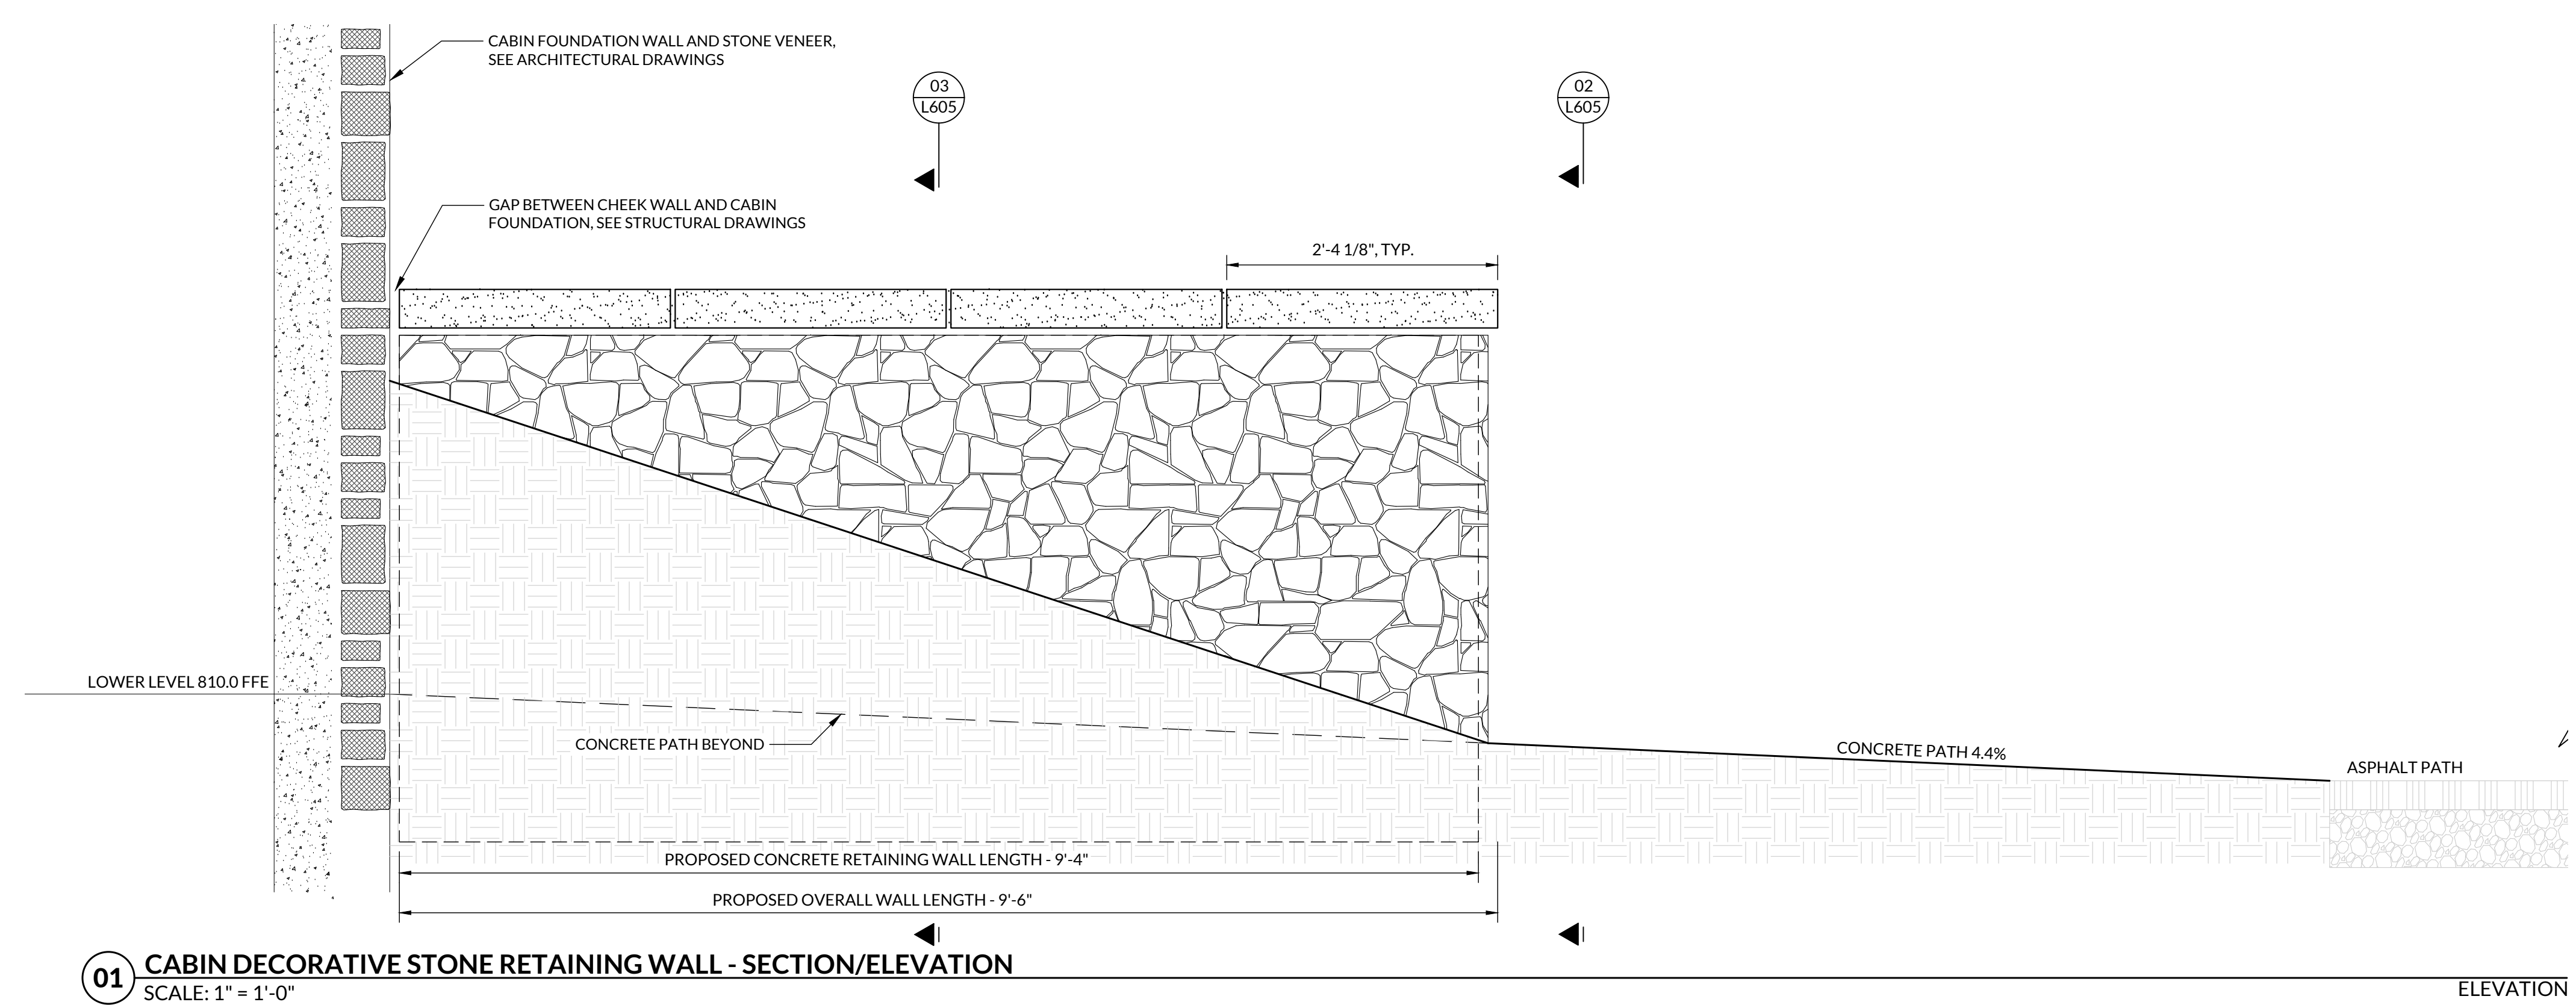 CABIN FOUNDATION WALL AND STONE VENEER,
SEE ARCHITECTURAL DRAWINGS
03
L605
02
L605
GAP BETWEEN CHEEK WALL AND CABIN
FOUNDATION, SEE STRUCTURAL DRAWINGS
2'-4 1/8", TYP.
LOWER LEVEL 810.0 FFE
CONCRETE PATH BEYOND
CONCRETE PATH 4.4%
ASPHALT PATH
PROPOSED CONCRETE RETAINING WALL LENGTH - 9'-4"
PROPOSED OVERALL WALL LENGTH - 9'-6"
01
CABIN DECORATIVE STONE RETAINING WALL - SECTION/ELEVATION
SCALE: 1" = 1'-0"
ELEVATION